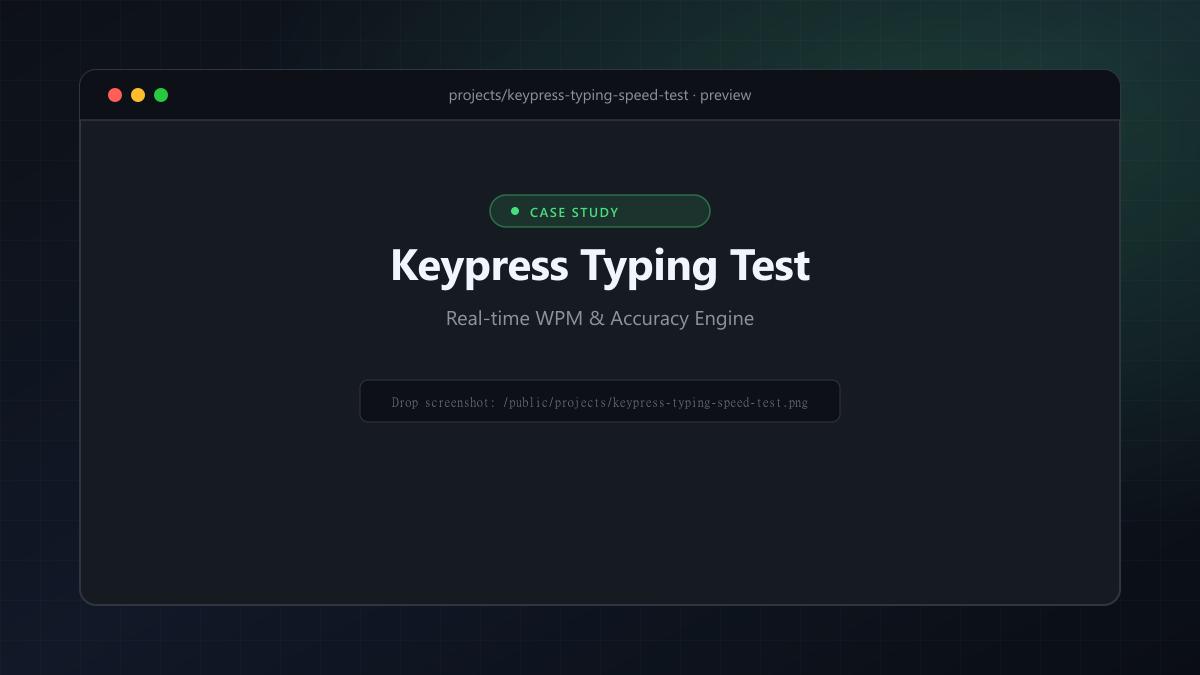 projects/keypress-typing-speed-test · preview
CASE STUDY
Keypress Typing Test
Real-time WPM & Accuracy Engine
Drop screenshot: /public/projects/keypress-typing-speed-test.png